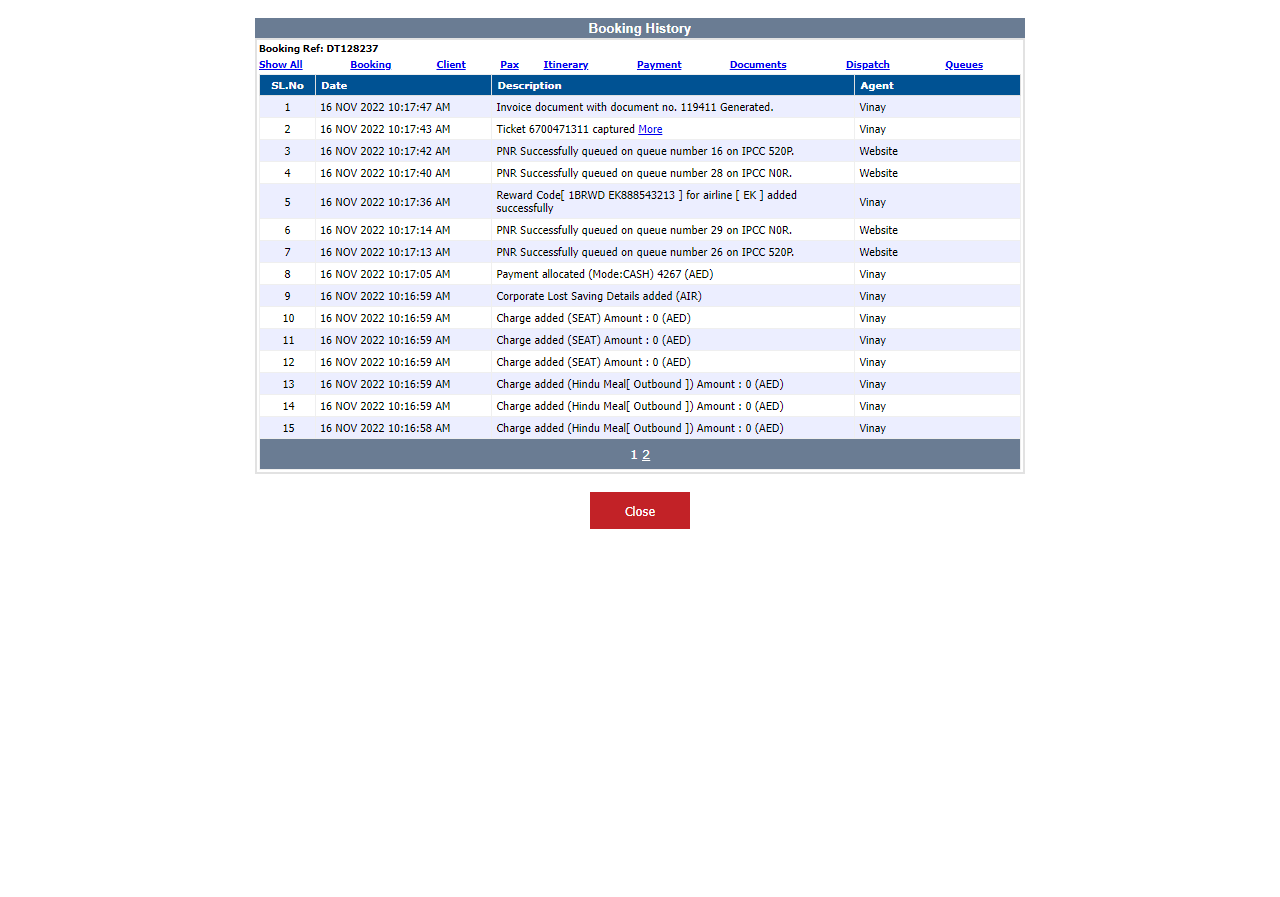 Booking History
Booking Ref: DT128237
Show All Booking Client Pax Itinerary Payment Documents Dispatch Queues
SL.No Date Description Agent
1 16 NOV 2022 10:17:47 AM Invoice document with document no. 119411 Generated. Vinay
2 16 NOV 2022 10:17:43 AM Ticket 6700471311 captured More Vinay
3 16 NOV 2022 10:17:42 AM PNR Successfully queued on queue number 16 on IPCC 520P. Website
4 16 NOV 2022 10:17:40 AM PNR Successfully queued on queue number 28 on IPCC N0R. Website
5 16 NOV 2022 10:17:36 AM Reward Code[ 1BRWD EK888543213 ] for airline [ EK ] added
successfully Vinay
6 16 NOV 2022 10:17:14 AM PNR Successfully queued on queue number 29 on IPCC N0R. Website
7 16 NOV 2022 10:17:13 AM PNR Successfully queued on queue number 26 on IPCC 520P. Website
8 16 NOV 2022 10:17:05 AM Payment allocated (Mode:CASH) 4267 (AED) Vinay
9 16 NOV 2022 10:16:59 AM Corporate Lost Saving Details added (AIR) Vinay
10 16 NOV 2022 10:16:59 AM Charge added (SEAT) Amount : 0 (AED) Vinay
11 16 NOV 2022 10:16:59 AM Charge added (SEAT) Amount : 0 (AED) Vinay
12 16 NOV 2022 10:16:59 AM Charge added (SEAT) Amount : 0 (AED) Vinay
13 16 NOV 2022 10:16:59 AM Charge added (Hindu Meal[ Outbound ]) Amount : 0 (AED) Vinay
14 16 NOV 2022 10:16:59 AM Charge added (Hindu Meal[ Outbound ]) Amount : 0 (AED) Vinay
15 16 NOV 2022 10:16:58 AM Charge added (Hindu Meal[ Outbound ]) Amount : 0 (AED) Vinay
1 2
Close